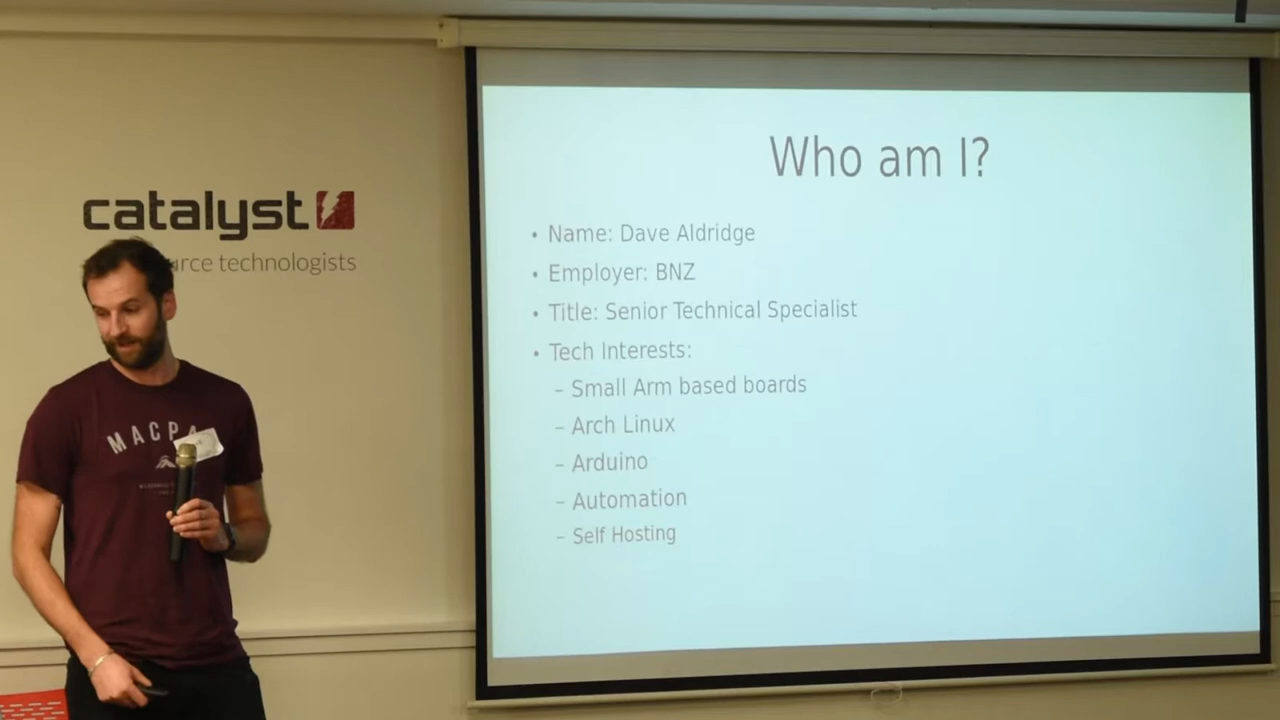 catalyst
rce technologists
MACPA
Who am I?
• Name: Dave Aldridge
• Employer: BNZ
• Title: Senior Technical Specialist
• Tech Interests:
– Small Arm based boards
– Arch Linux
– Arduino
– Automation
– Self Hosting